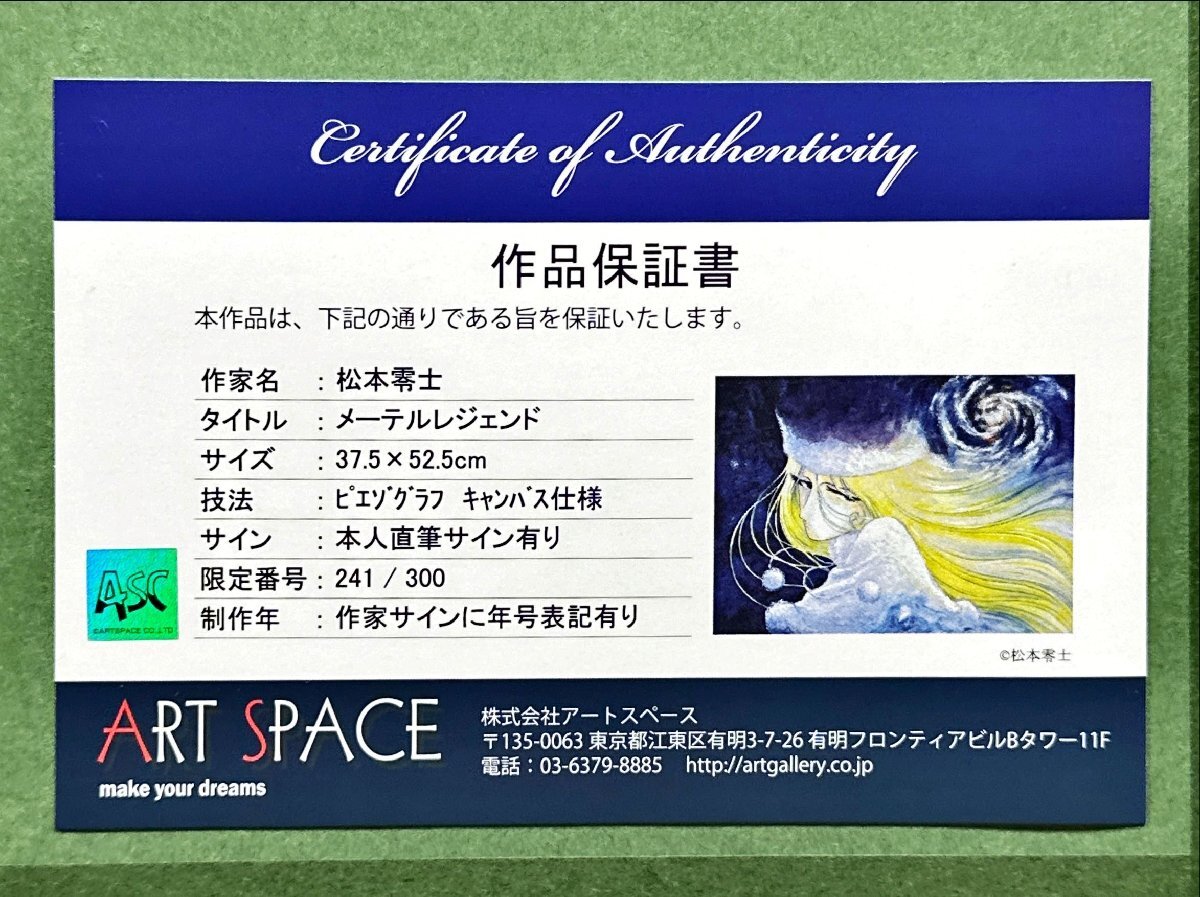 Certificate of Authenticity
作品保証書
本作品は、下記の通りである旨を保証いたします。
作家名 : 松本零士
タイトル : メーテルレジェンド
サイズ : 37.5×52.5cm
技法 : ﾋﾟｴｿﾞｸﾞﾗﾌ ｷｬﾝﾊﾞｽ仕様
サイン : 本人直筆サイン有り
限定番号 : 241 / 300
制作年 : 作家サインに年号表記有り
ASC
©ARTSPACE CO.,LTD
©松本零士
ART SPACE
make your dreams
株式会社アートスペース
〒135-0063 東京都江東区有明3-7-26 有明フロンティアビルBタワー11F
電話：03-6379-8885 http://artgallery.co.jp